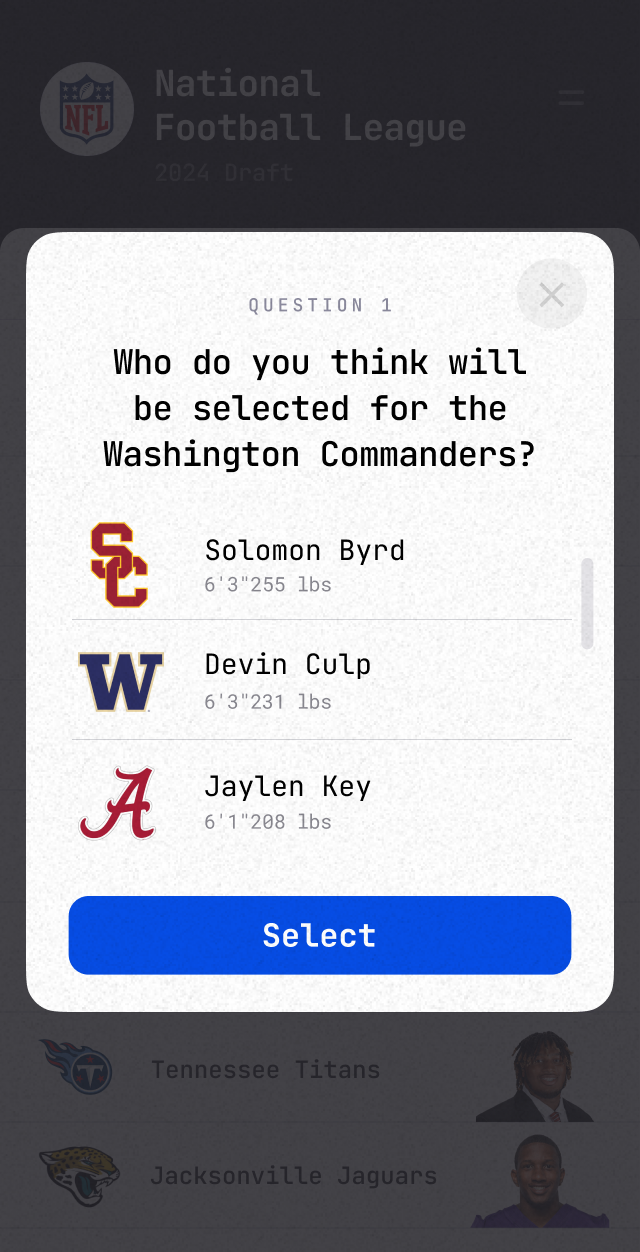 NFL
National
Football League
2024 Draft
QUESTION 1
Who do you think will
be selected for the
Washington Commanders?
SC
Solomon Byrd
6'3"255 lbs
W
Devin Culp
6'3"231 lbs
A
Jaylen Key
6'1"208 lbs
Select
T
Tennessee Titans
Jacksonville Jaguars